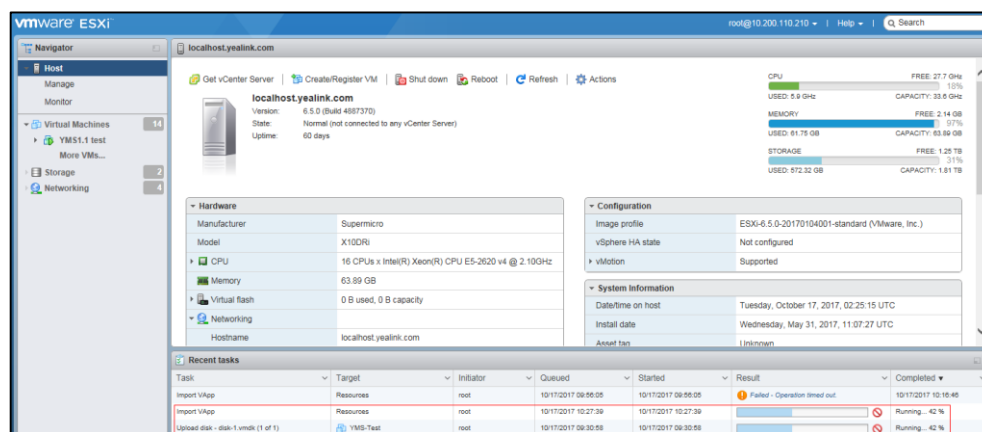 vmware ESXi
root@10.200.110.210 | Help | Search
Navigator
Host
Manage
Monitor
Virtual Machines 14
YMS1.1 test
More VMs...
Storage 2
Networking 4
localhost.yealink.com
Get vCenter Server | Create/Register VM | Shut down Reboot | Refresh | Actions
localhost.yealink.com
Version: 6.5.0 (Build 4887370)
State: Normal (not connected to any vCenter Server)
Uptime: 60 days
CPU FREE: 27.7 GHz
18%
USED: 5.9 GHz CAPACITY: 33.6 GHz
MEMORY FREE: 2.14 GB
97%
USED: 61.75 GB CAPACITY: 63.89 GB
STORAGE FREE: 1.25 TB
31%
USED: 572.32 GB CAPACITY: 1.81 TB
Hardware
Manufacturer Supermicro
Model X10DRi
CPU 16 CPUs x Intel(R) Xeon(R) CPU E5-2620 v4 @ 2.10GHz
Memory 63.89 GB
Virtual flash 0 B used, 0 B capacity
Networking
Hostname localhost.yealink.com
Configuration
Image profile ESXi-6.5.0-20170104001-standard (VMware, Inc.)
vSphere HA state Not configured
vMotion Supported
System Information
Date/time on host Tuesday, October 17, 2017, 02:25:15 UTC
Install date Wednesday, May 31, 2017, 11:07:27 UTC
Asset tag Unknown
Recent tasks
Task Target Initiator Queued Started Result Completed
Import VApp Resources root 10/17/2017 09:56:05 10/17/2017 09:56:05 Failed - Operation timed out 10/17/2017 10:16:46
Import VApp Resources root 10/17/2017 10:27:39 10/17/2017 10:27:39 Running... 42 %
Upload disk - disk-1.vmdk (1 of 1) YMS-Test root 10/17/2017 09:30:58 10/17/2017 09:30:58 Running... 42 %